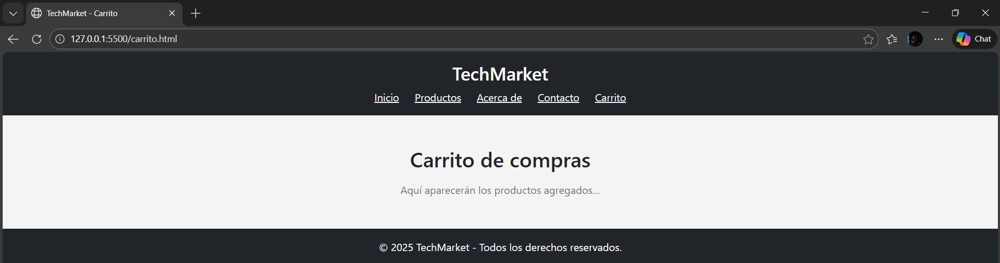 TechMarket - Carrito
127.0.0.1:5500/carrito.html
Chat
TechMarket
Inicio Productos Acerca de Contacto Carrito
Carrito de compras
Aquí aparecerán los productos agregados...
© 2025 TechMarket - Todos los derechos reservados.